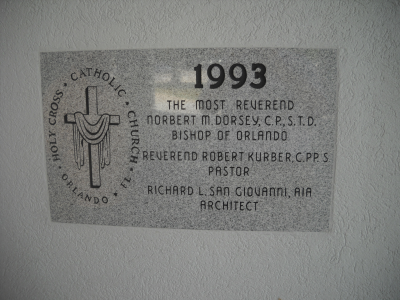 HOLY CROSS • CATHOLIC • CHURCH • FL
• ORLANDO •
1993
THE MOST REVEREND
NORBERT M. DORSEY, C.P., S.T.D.
BISHOP OF ORLANDO
REVEREND ROBERT KURBER, C.PP.S
PASTOR
RICHARD L. SAN GIOVANNI, AIA
ARCHITECT